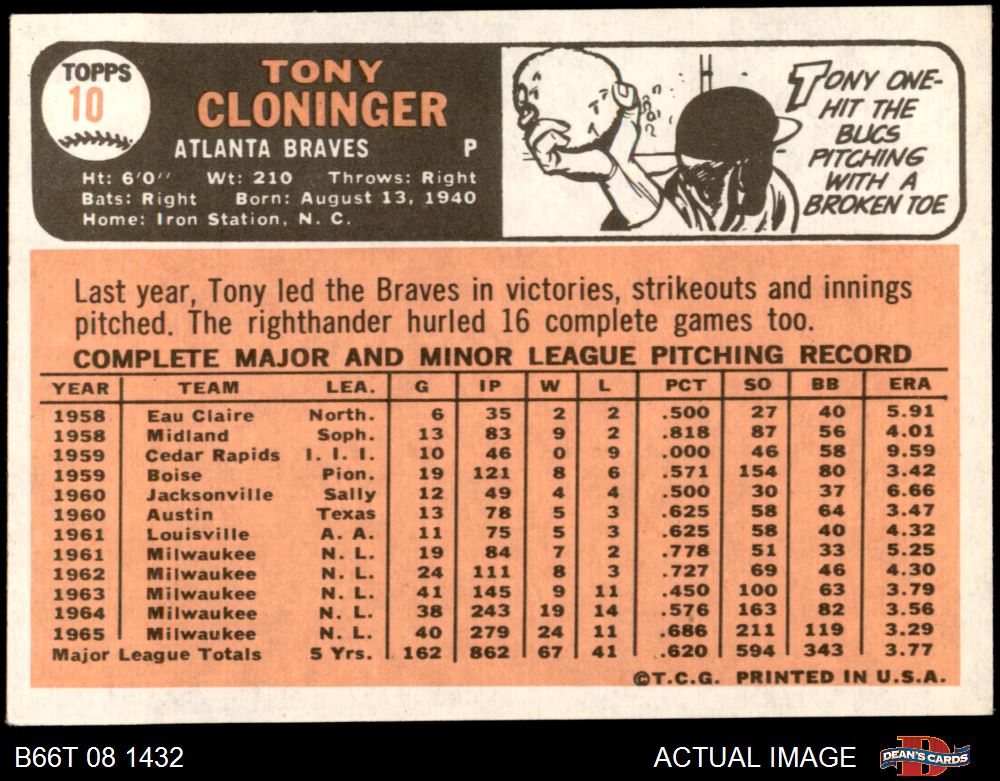 TOPPS
10
TONY
CLONINGER
ATLANTA BRAVES P
Ht: 6'0" Wt: 210 Throws: Right
Bats: Right Born: August 13, 1940
Home: Iron Station, N. C.
TONY ONE-
HIT THE
BUCS
PITCHING
WITH A
BROKEN TOE
Last year, Tony led the Braves in victories, strikeouts and innings
pitched. The righthander hurled 16 complete games too.
COMPLETE MAJOR AND MINOR LEAGUE PITCHING RECORD
YEAR TEAM LEA. G IP W L PCT SO BB ERA
1958 Eau Claire North. 6 35 2 2 .500 27 40 5.91
1958 Midland Soph. 13 83 9 2 .818 87 56 4.01
1959 Cedar Rapids I. I. I. 10 46 0 9 .000 46 58 9.59
1959 Boise Pion. 19 121 8 6 .571 154 80 3.42
1960 Jacksonville Sally 12 49 4 4 .500 30 37 6.66
1960 Austin Texas 13 78 5 3 .625 58 64 3.47
1961 Louisville A. A. 11 75 5 3 .625 58 40 4.32
1961 Milwaukee N. L. 19 84 7 2 .778 51 33 5.25
1962 Milwaukee N. L. 24 111 8 3 .727 69 46 4.30
1963 Milwaukee N. L. 41 145 9 11 .450 100 63 3.79
1964 Milwaukee N. L. 38 243 19 14 .576 163 82 3.56
1965 Milwaukee N. L. 40 279 24 11 .686 211 119 3.29
Major League Totals 5 Yrs. 162 862 67 41 .620 594 343 3.77
©T.C.G. PRINTED IN U.S.A.
B66T 08 1432 ACTUAL IMAGE
D
DEAN'S CARDS